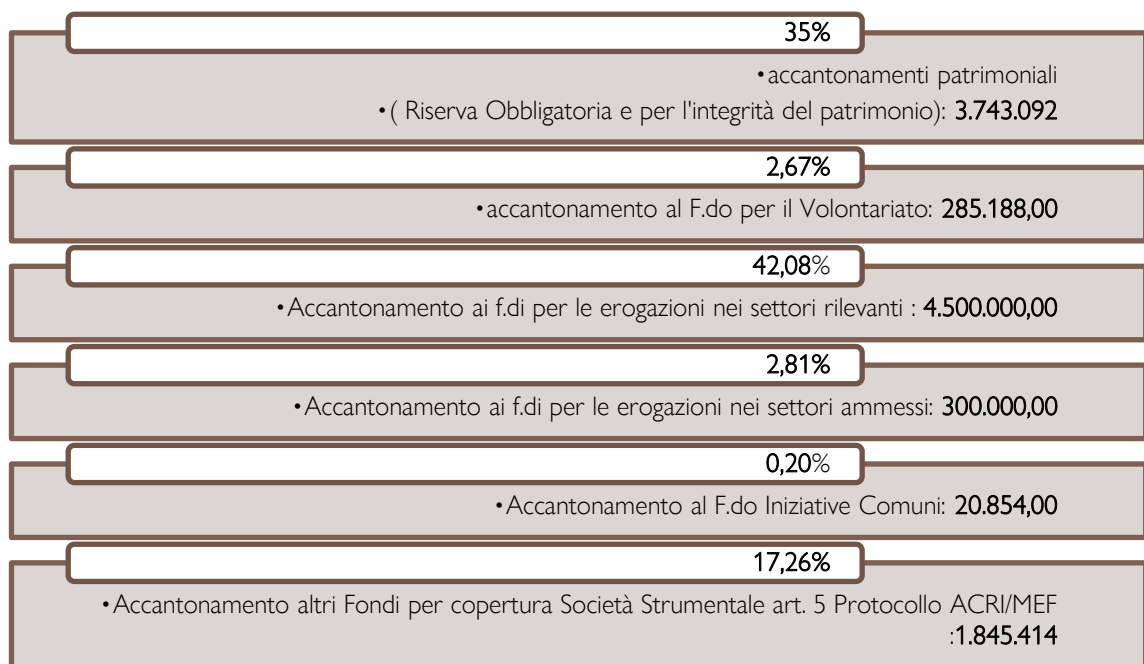 35%
•accantonamenti patrimoniali
•( Riserva Obbligatoria e per l'integrità del patrimonio): 3.743.092
2,67%
•accantonamento al F.do per il Volontariato: 285.188,00
42,08%
•Accantonamento ai f.di per le erogazioni nei settori rilevanti : 4.500.000,00
2,81%
•Accantonamento ai f.di per le erogazioni nei settori ammessi: 300.000,00
0,20%
•Accantonamento al F.do Iniziative Comuni: 20.854,00
17,26%
•Accantonamento altri Fondi per copertura Società Strumentale art. 5 Protocollo ACRI/MEF
:1.845.414